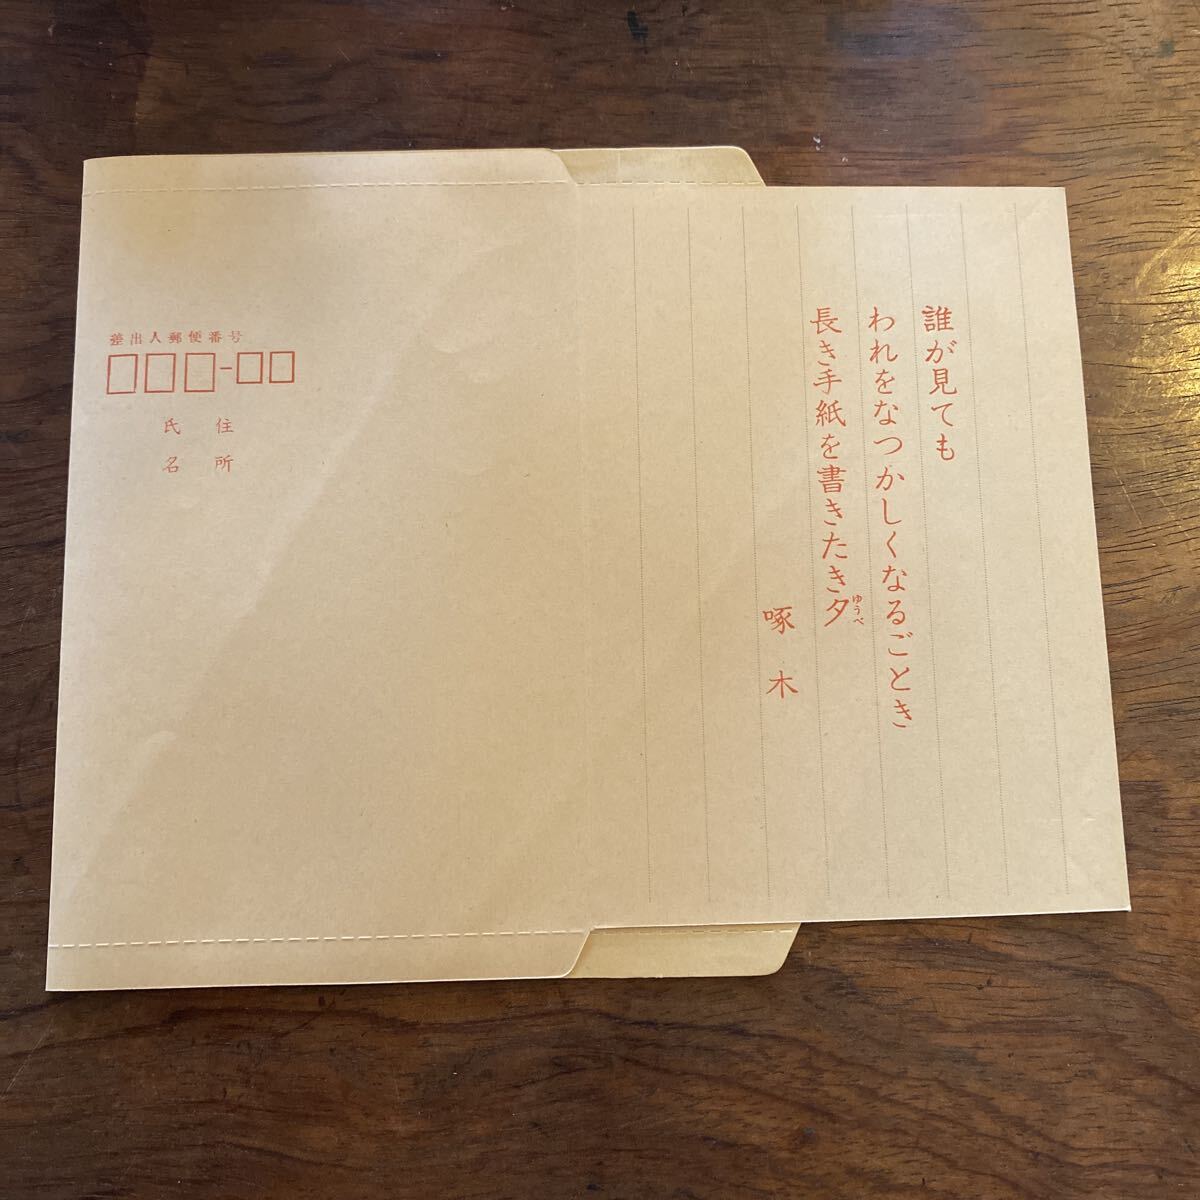 誰が見ても
われをなつかしくなるごとき
長き手紙を書きたき夕
ゆうべ
啄木
差出人郵便番号
住所
氏名